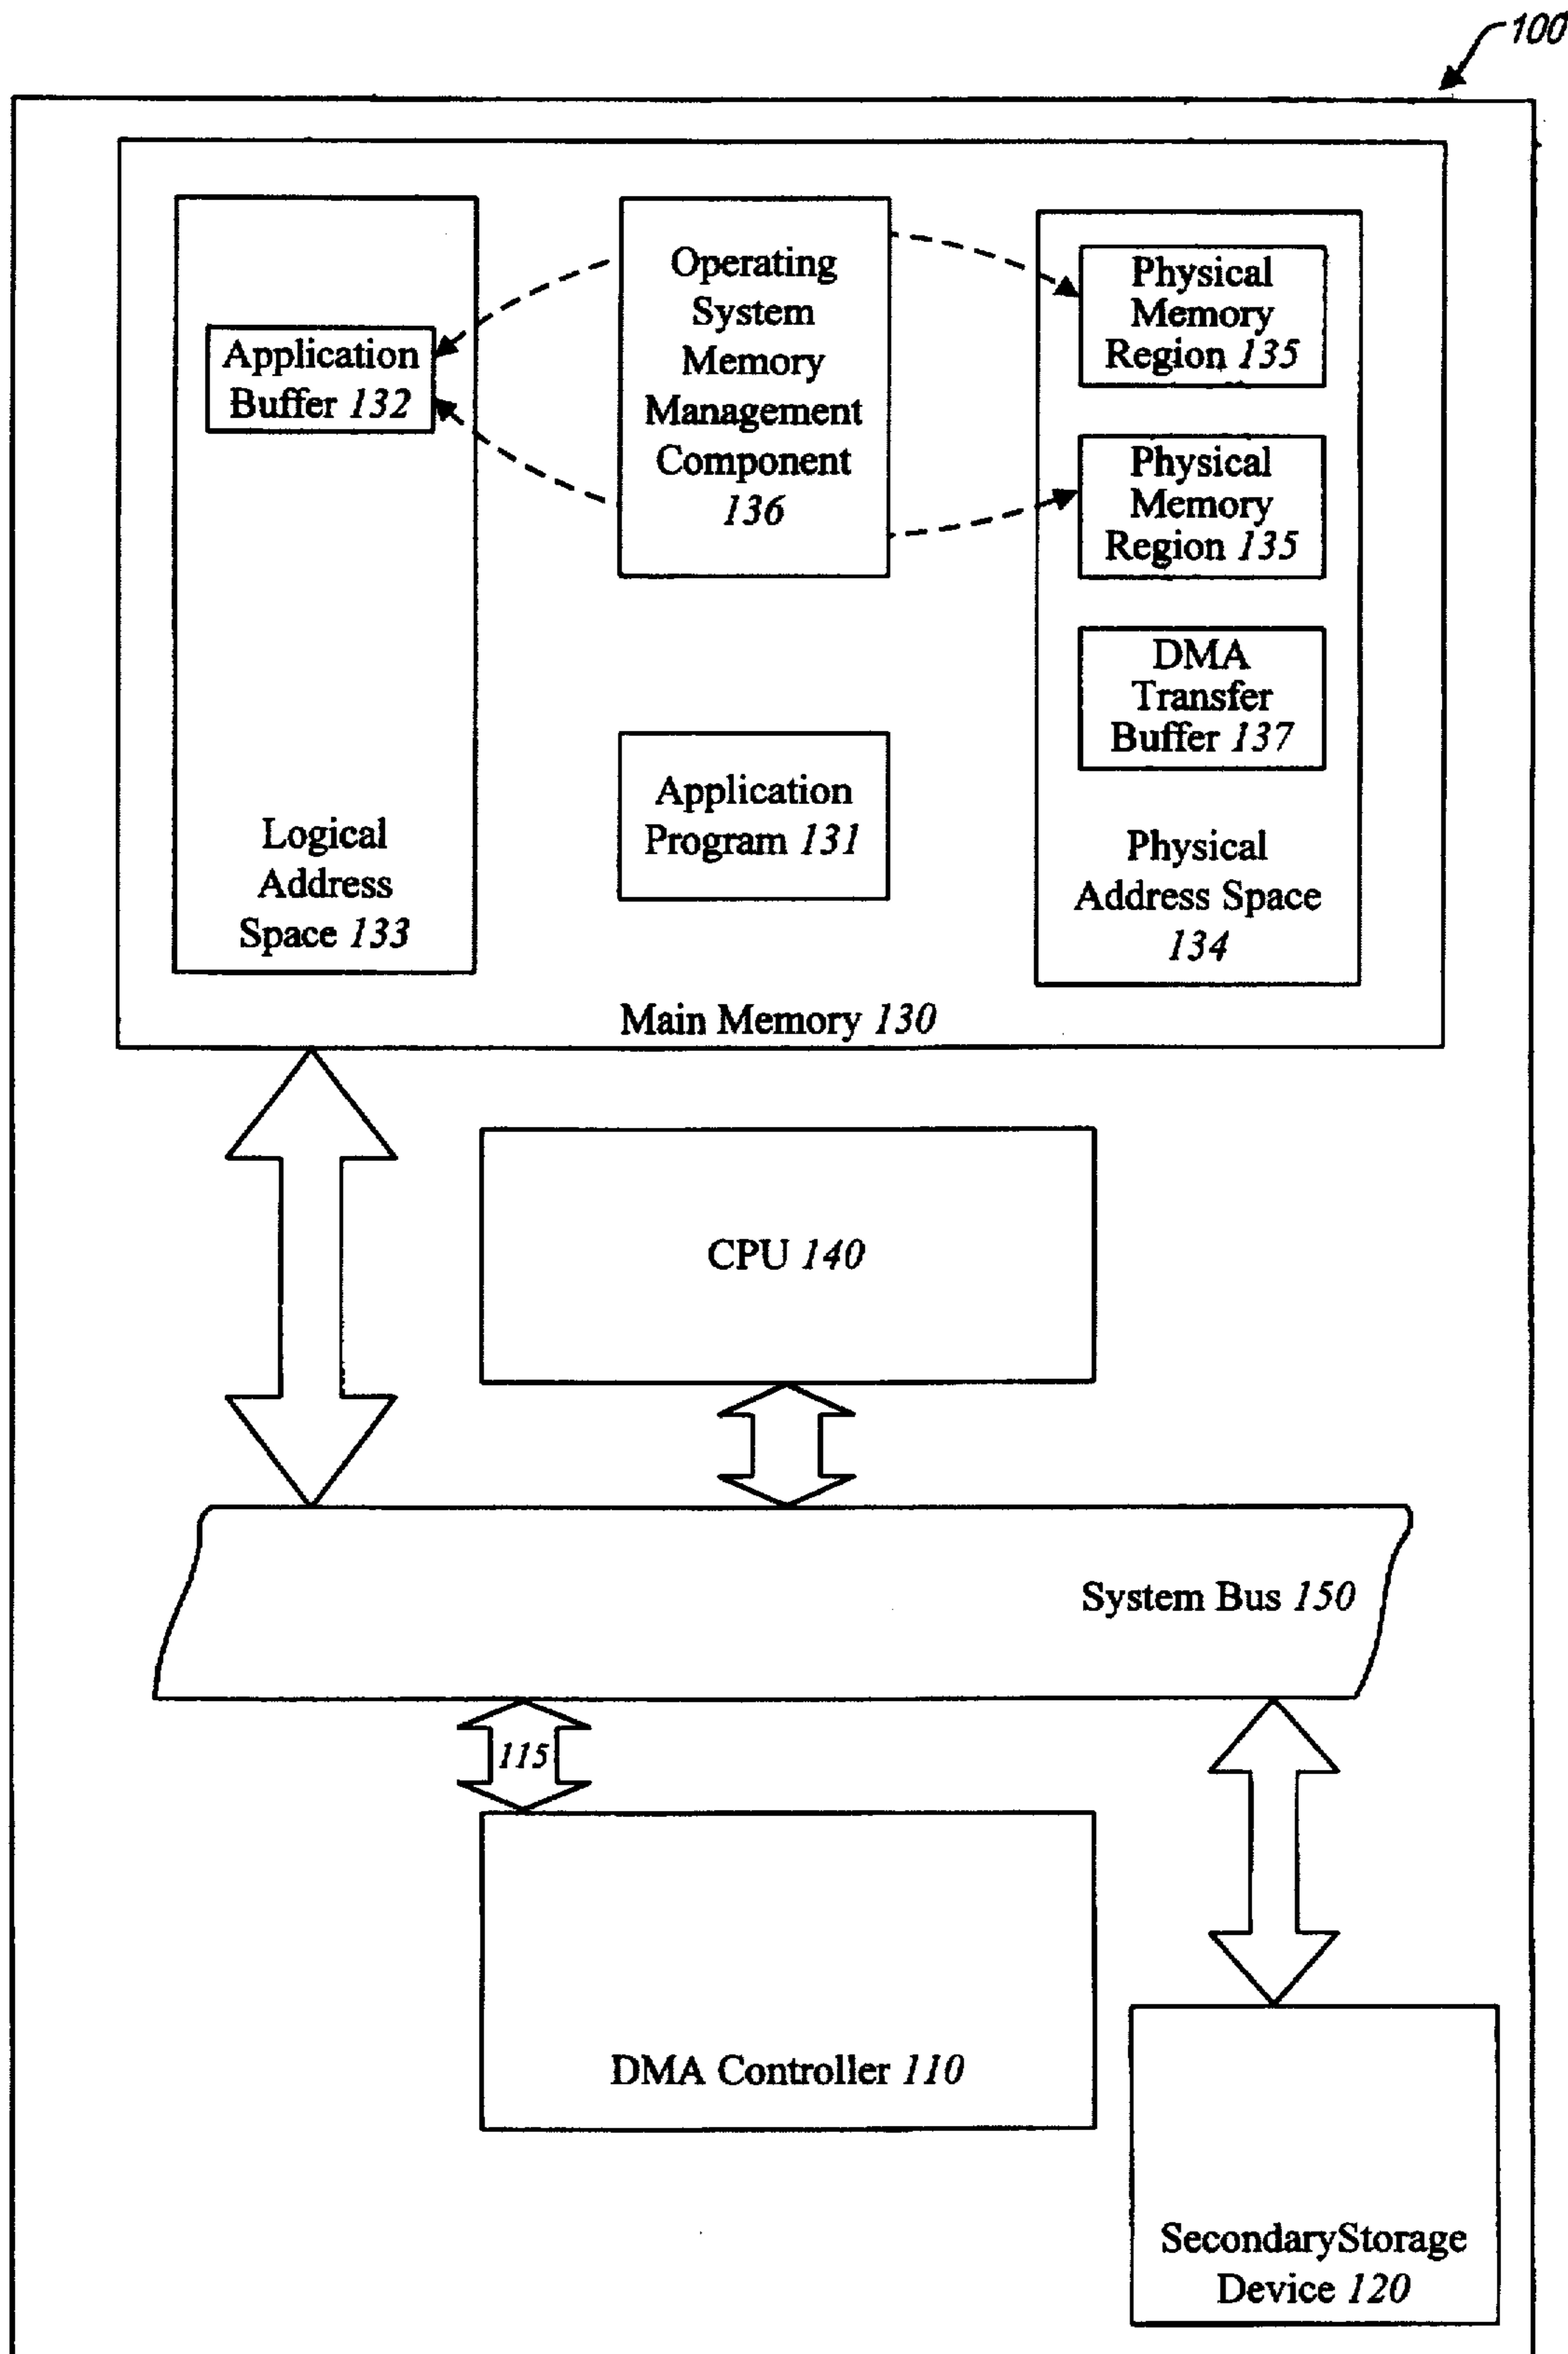 100
Operating
System
Memory
Management
Component
136
Physical
Memory
Region 135
Application
Buffer 132
Physical
Memory
Region 135
DMA
Transfer
Buffer 137
Application
Program 131
Logical
Address
Space 133
Physical
Address Space
134
Main Memory 130
CPU 140
System Bus 150
115
DMA Controller 110
SecondaryStorage
Device 120